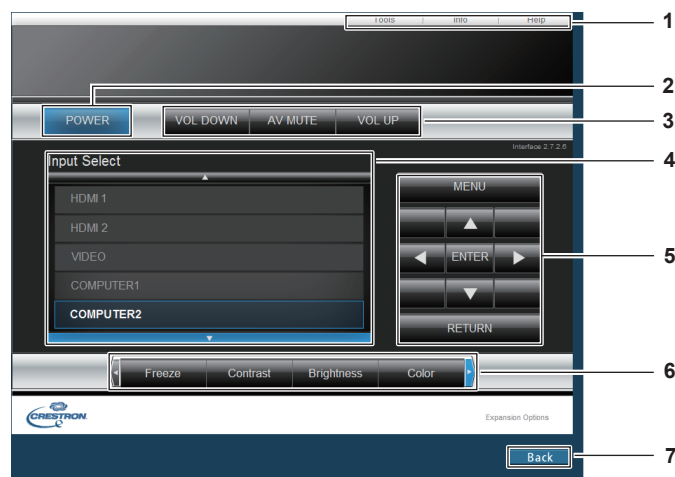 Tools | Info | Help 1
2
POWER VOL DOWN AV MUTE VOL UP 3
Interface 2.7.2.6
Input Select 4
HDMI 1
HDMI 2
VIDEO
COMPUTER1
COMPUTER2
MENU
ENTER 5
RETURN
Freeze Contrast Brightness Color 6
CRESTRON Expansion Options
Back 7